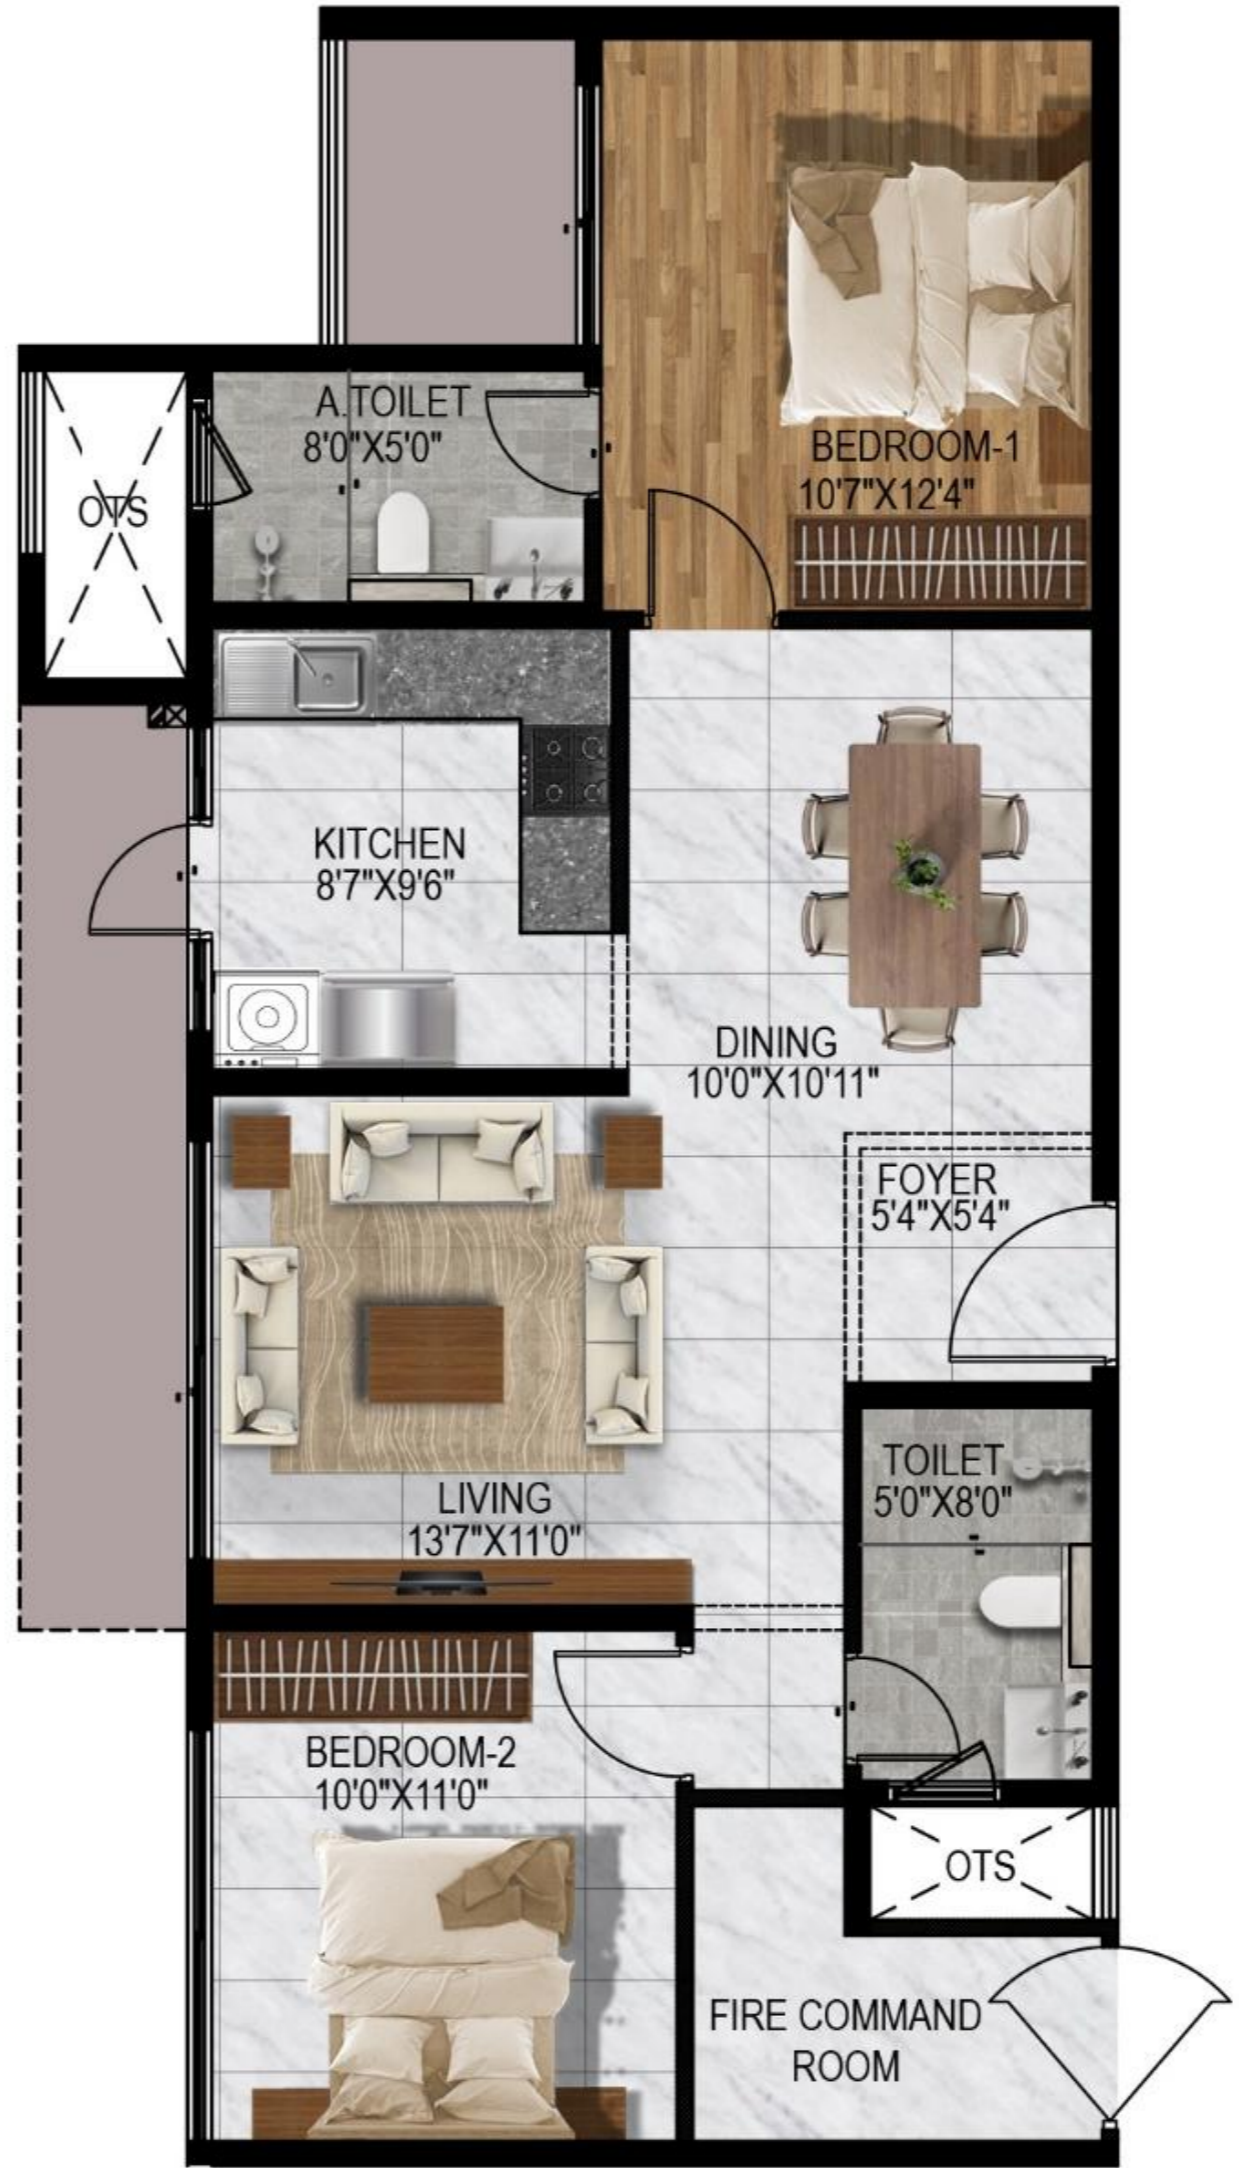 A.TOILET
8'0"X5'0"
OTS
BEDROOM-1
10'7"X12'4"
KITCHEN
8'7"X9'6"
DINING
10'0"X10'11"
FOYER
5'4"X5'4"
LIVING
13'7"X11'0"
TOILET
5'0"X8'0"
BEDROOM-2
10'0"X11'0"
OTS
FIRE COMMAND
ROOM